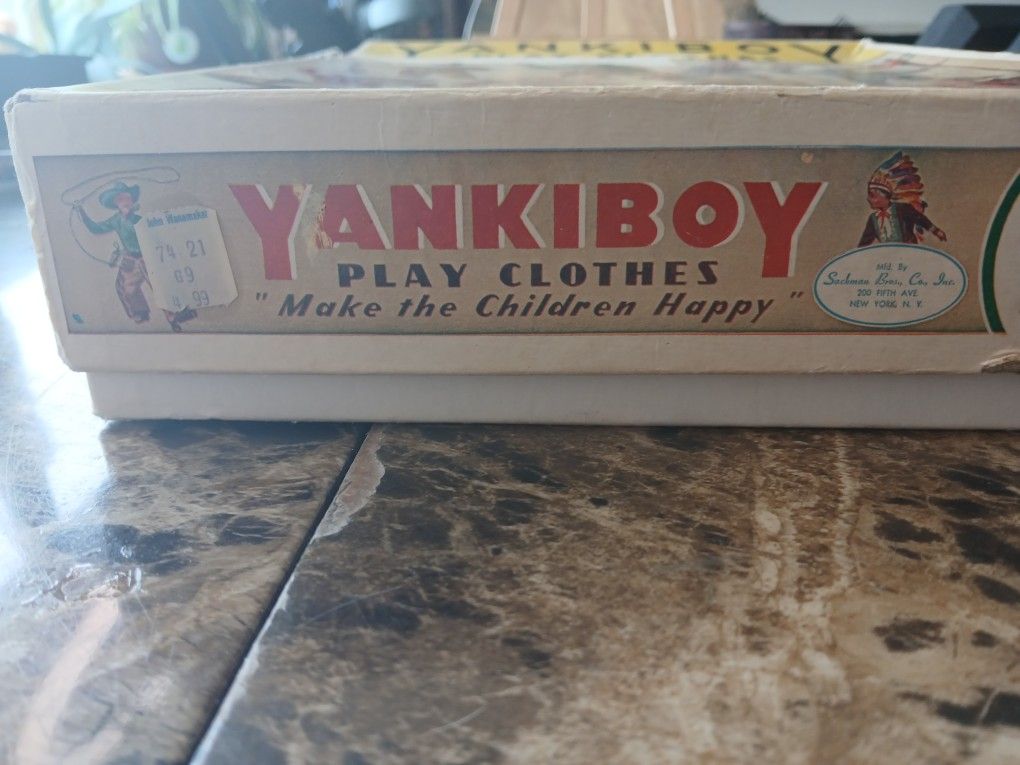 YANKIBOY
John Wanamaker
74 21
69
4.99
YANKIBOY
PLAY CLOTHES
"Make the Children Happy"
Mfd. By
Sackman Bros., Co., Inc.
200 FIFTH AVE.
NEW YORK, N. Y.